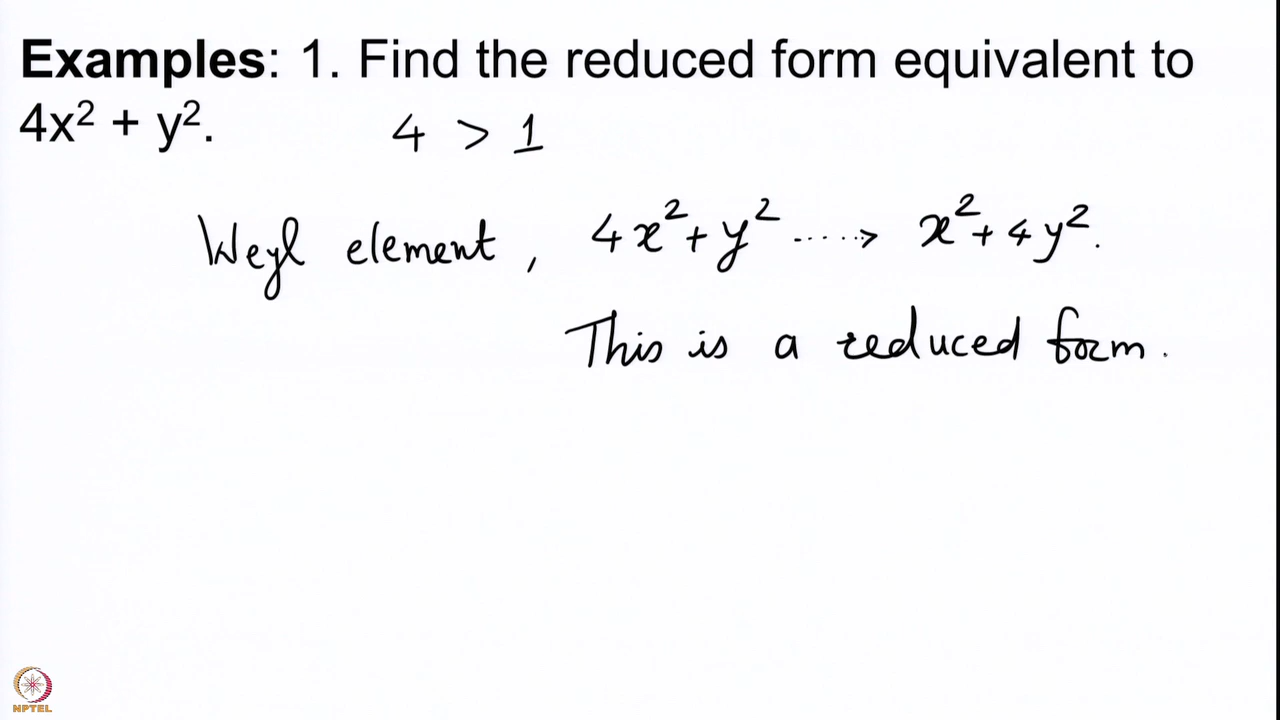 Examples: 1. Find the reduced form equivalent to
4x² + y². 4 > 1
Weyl element, 4x² + y² ·····> x² + 4y².
This is a reduced form.
NPTEL